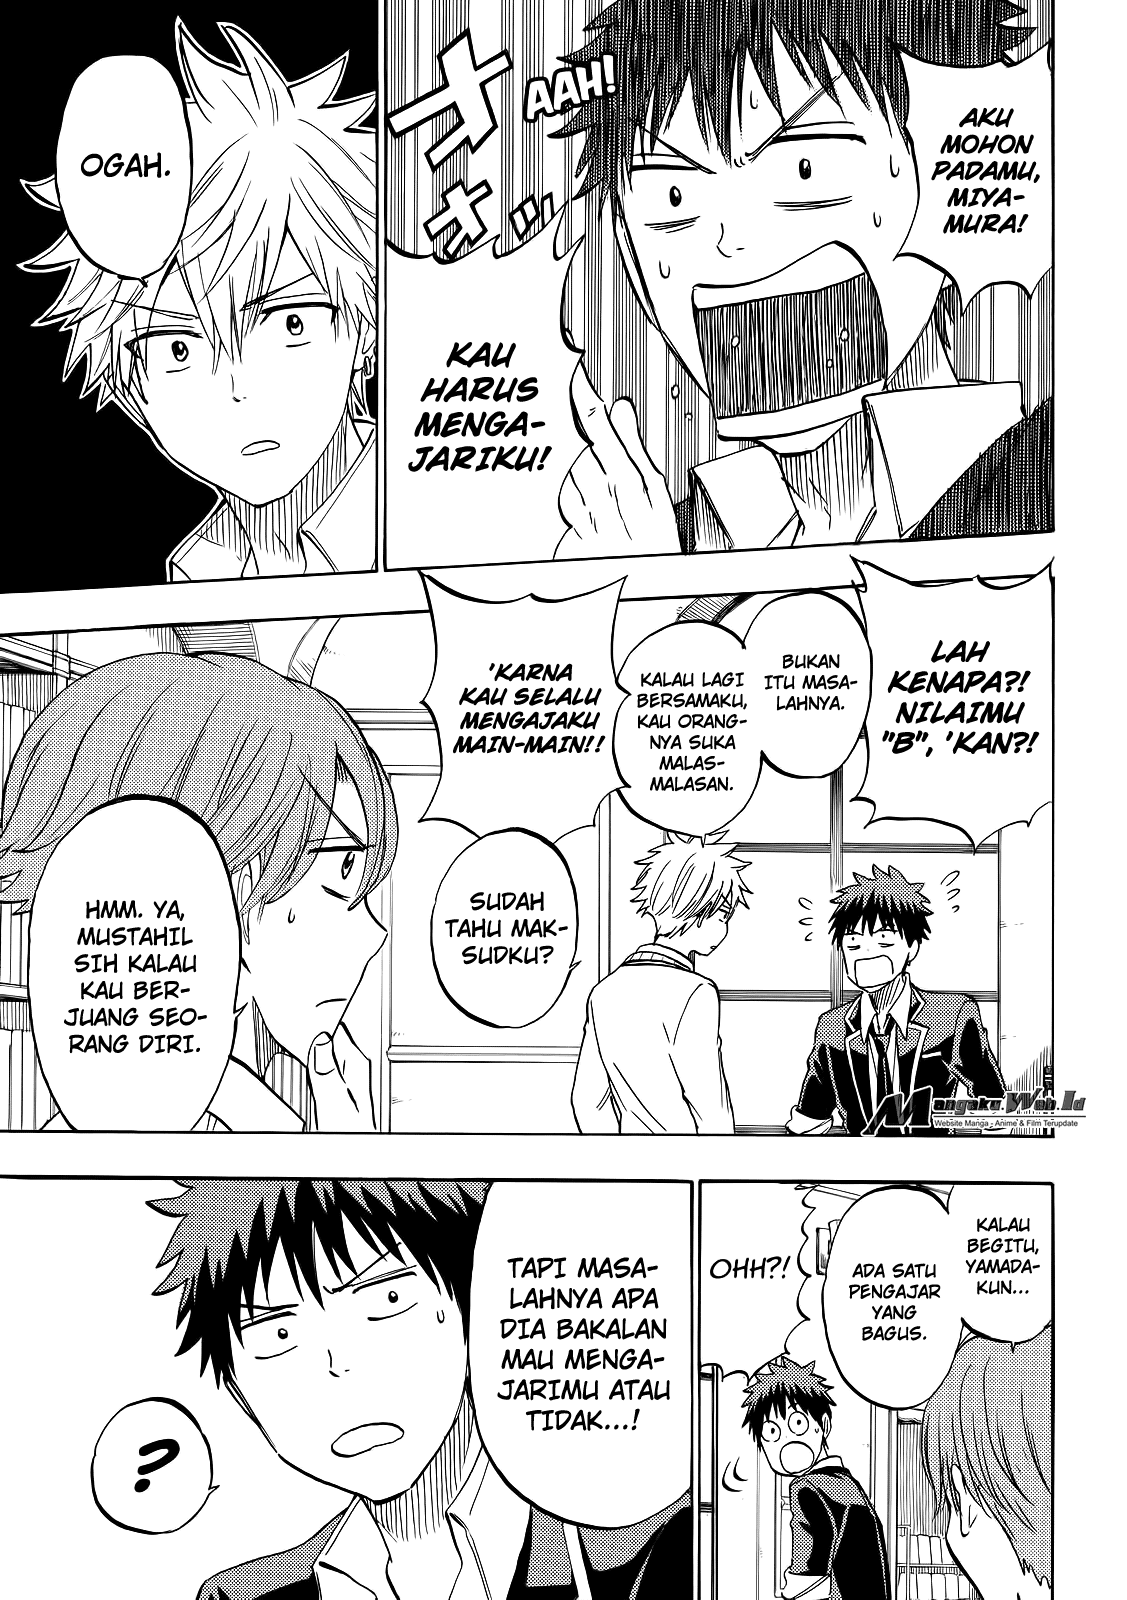 AKU
MOHON
PADAMU,
MIYA-
MURA!
AAH!
KAU
HARUS
MENGA-
JARIKU!
OGAH.
LAH
KENAPA?!
NILAIMU
"B", 'KAN?!
BUKAN
ITU MASA-
LAHNYA.
KALAU LAGI
BERSAMAKU,
KAU ORANG-
NYA SUKA
MALAS-
MALASAN.
'KARNA
KAU SELALU
MENGAJAKU
MAIN-MAIN!!
SUDAH
TAHU MAK-
SUDKU?
HMM. YA,
MUSTAHIL
SIH KALAU
KAU BER-
JUANG SEO-
RANG DIRI.
Mangaku.Web.Id
Website Manga - Anime & Film Terupdate
KALAU
BEGITU,
YAMADA-
KUN...
ADA SATU
PENGAJAR
YANG
BAGUS.
OHH?!
TAPI MASA-
LAHNYA APA
DIA BAKALAN
MAU MENGA-
JARIMU ATAU
TIDAK...!
?